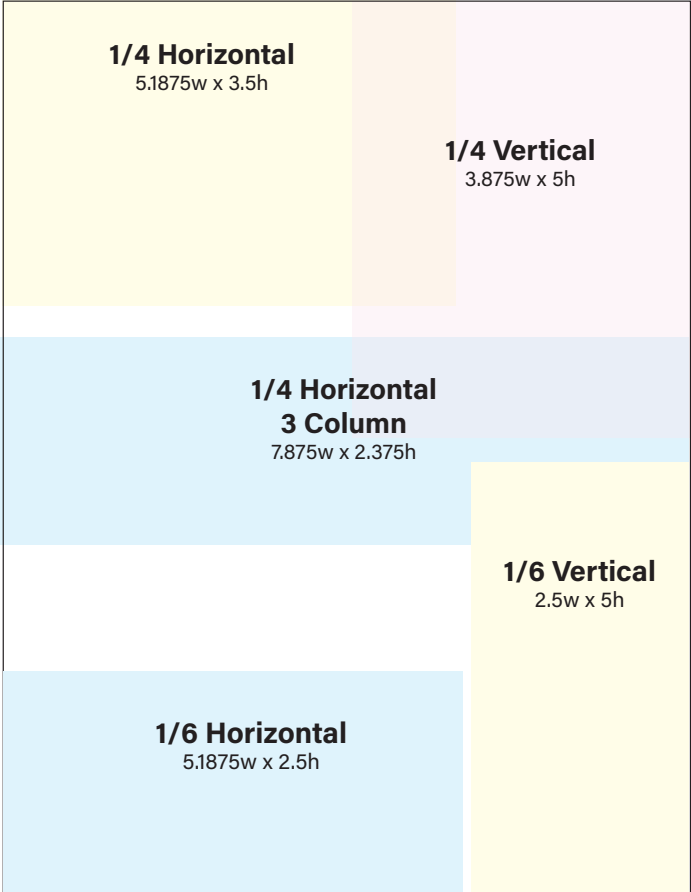 1/4 Horizontal
5.1875w x 3.5h
1/4 Vertical
3.875w x 5h
1/4 Horizontal
3 Column
7.875w x 2.375h
1/6 Vertical
2.5w x 5h
1/6 Horizontal
5.1875w x 2.5h